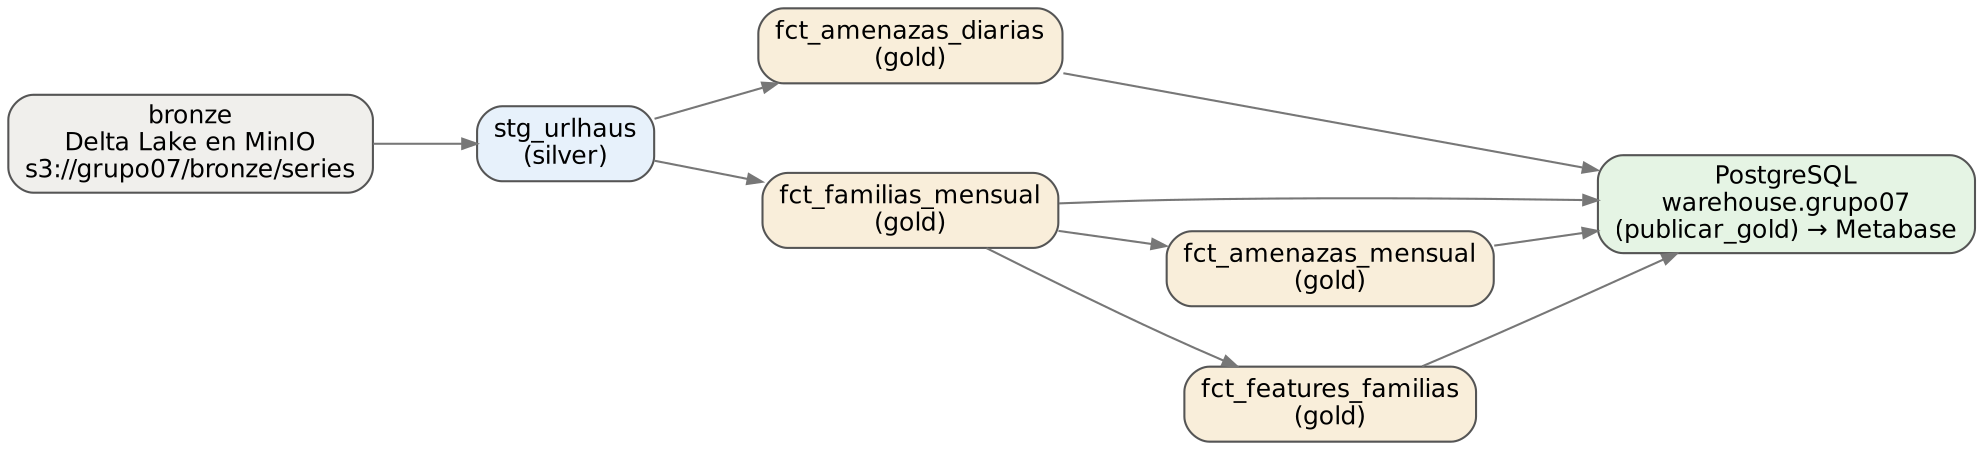 bronze
Delta Lake en MinIO
s3://grupo07/bronze/series
stg_urlhaus
(silver)
fct_amenazas_diarias
(gold)
fct_familias_mensual
(gold)
fct_amenazas_mensual
(gold)
fct_features_familias
(gold)
PostgreSQL
warehouse.grupo07
(publicar_gold) → Metabase